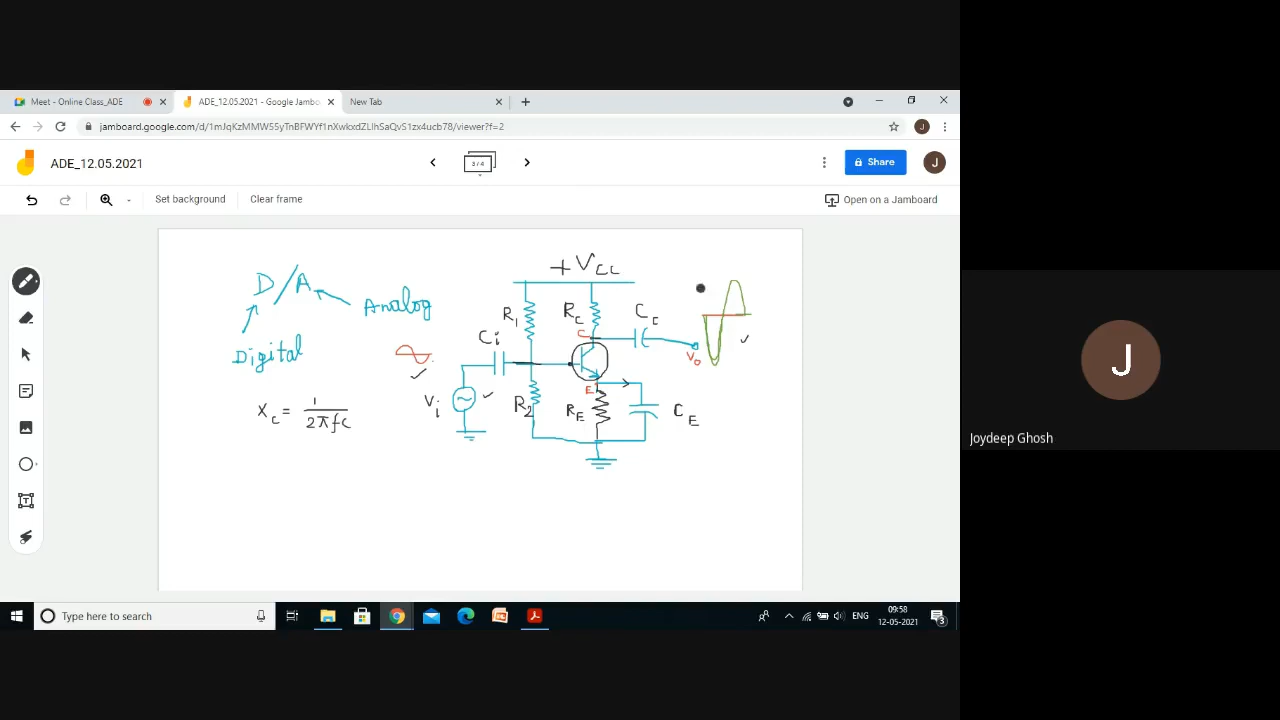 Meet - Online Class_ADE
ADE_12.05.2021 - Google Jambo
New Tab
jamboard.google.com/d/1mJqKzMMW55yTnBFWYf1nXwkxdZLlhSaQvS1zx4ucb78/viewer?f=2
J
ADE_12.05.2021
3 / 4
Share
J
Set background
Clear frame
Open on a Jamboard
+VCC
D/A
Analog
R1
RC
CC
C
Ci
Digital
Vo
Vi
E
R2
RE
CE
Xc = 1/2πfc
J
Joydeep Ghosh
Type here to search
ENG
09:58
12-05-2021
3